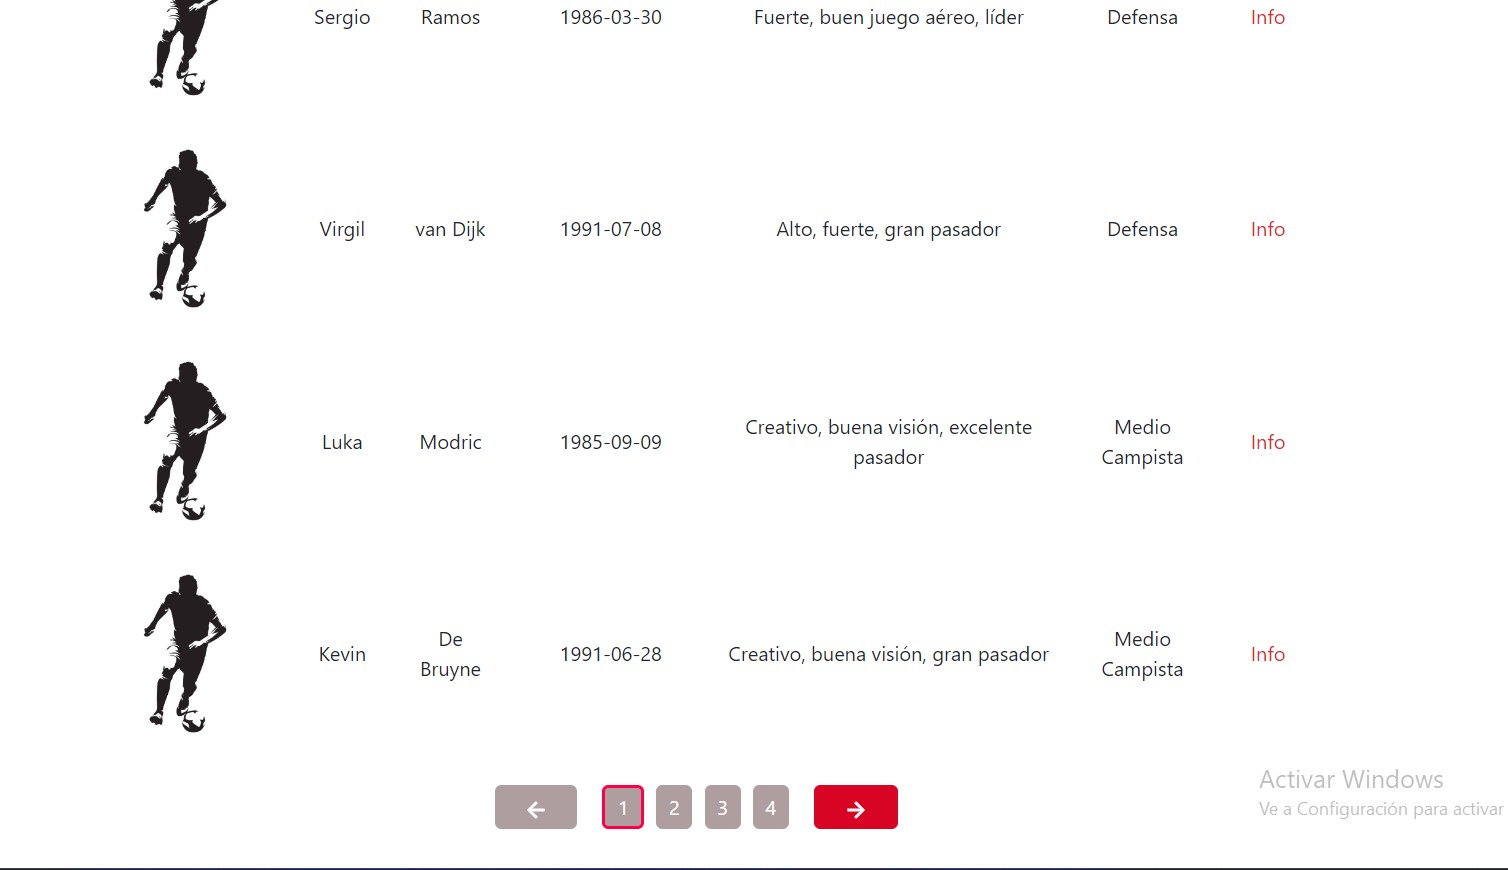 Sergio Ramos 1986-03-30 Fuerte, buen juego aéreo, líder Defensa Info
Virgil van Dijk 1991-07-08 Alto, fuerte, gran pasador Defensa Info
Luka Modric 1985-09-09 Creativo, buena visión, excelente
pasador
Medio
Campista
Info
Kevin
De
Bruyne
1991-06-28 Creativo, buena visión, gran pasador
Medio
Campista
Info
← 1 2 3 4 →
Activar Windows
Ve a Configuración para activar